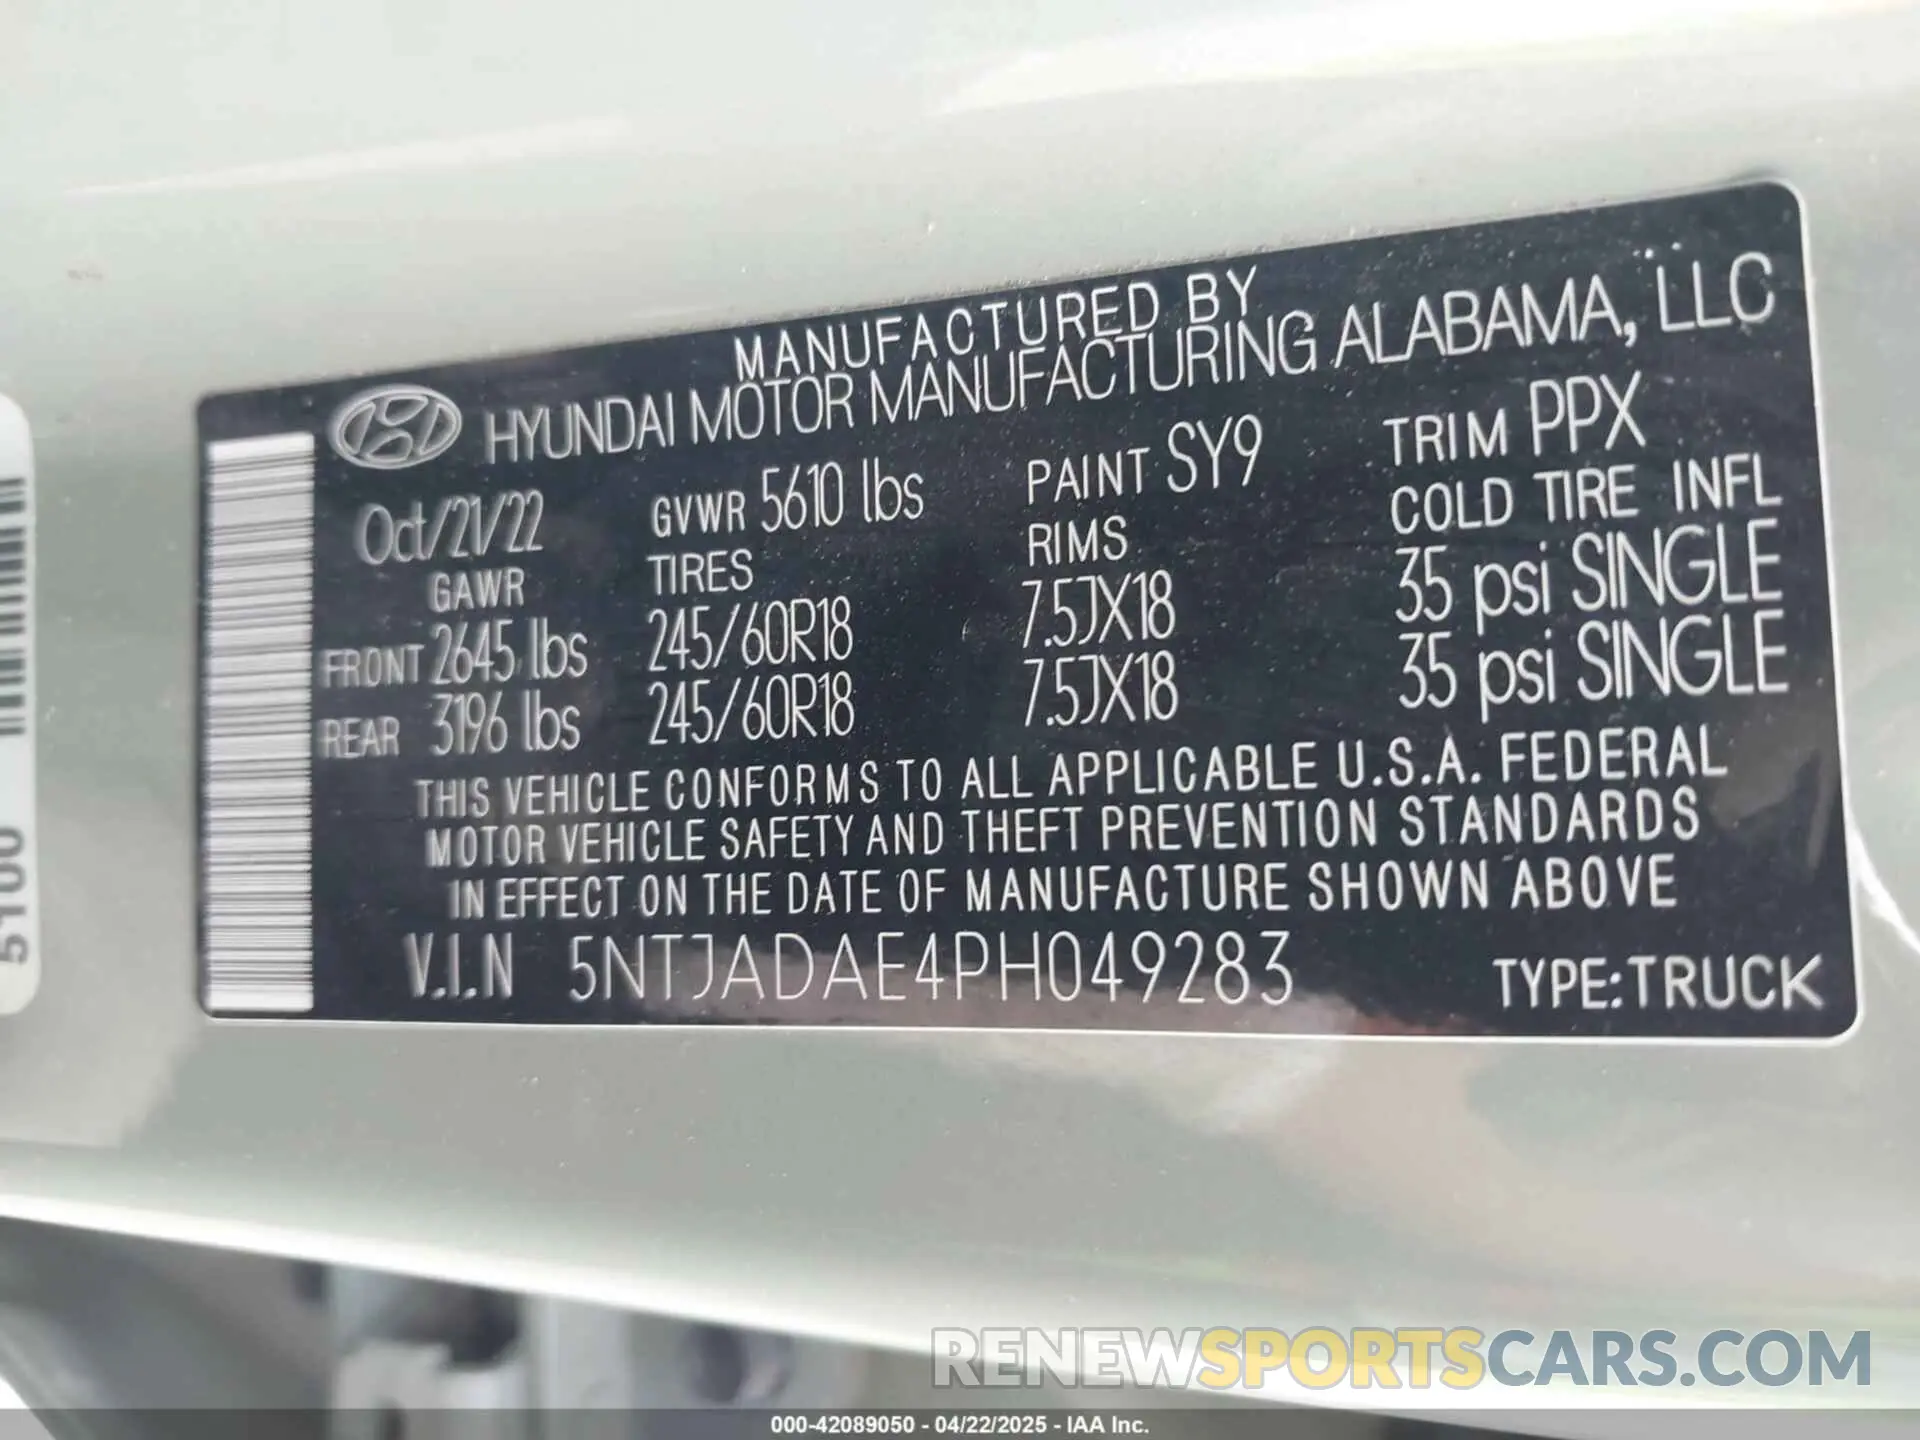 MANUFACTURED BY
HYUNDAI MOTOR MANUFACTURING ALABAMA, LLC
Oct/21/22 GVWR 5610 lbs PAINT SY9 TRIM PPX
GAWR TIRES RIMS COLD TIRE INFL
FRONT 2645 lbs 245/60R18 7.5JX18 35 psi SINGLE
REAR 3196 lbs 245/60R18 7.5JX18 35 psi SINGLE
THIS VEHICLE CONFORMS TO ALL APPLICABLE U.S.A. FEDERAL
MOTOR VEHICLE SAFETY AND THEFT PREVENTION STANDARDS
IN EFFECT ON THE DATE OF MANUFACTURE SHOWN ABOVE
V.I.N 5NTJADAE4PH049283 TYPE:TRUCK
5100
RENEWSPORTSCARS.COM
000-42089050 - 04/22/2025 - IAA Inc.